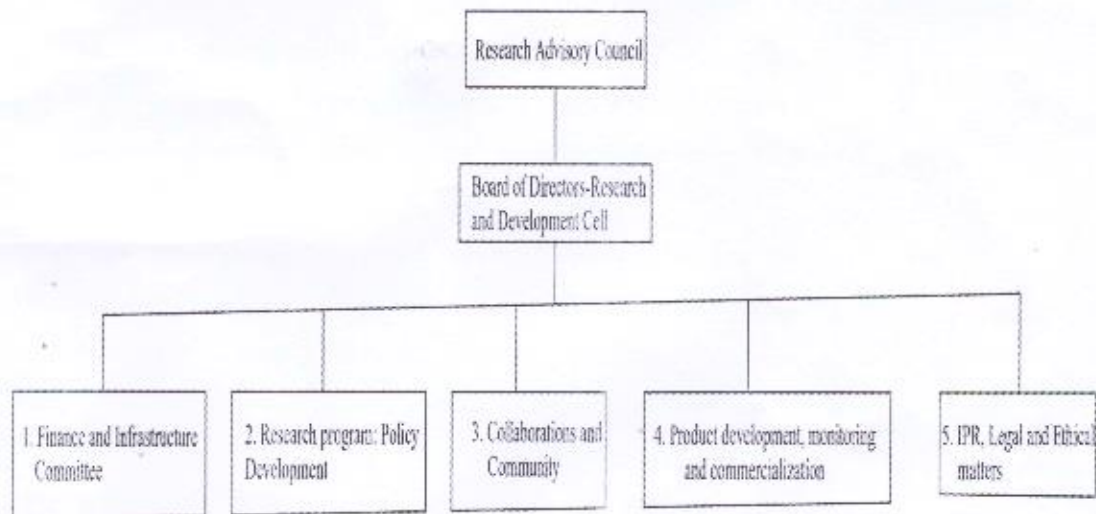 Research Advisory Council
Board of Directors-Research
and Development Cell
1. Finance and Infrastructure
Committee
2. Research program: Policy
Development
3. Collaborations and
Community
4. Product development, monitoring
and commercialization
5. IPR, Legal and Ethical
matters